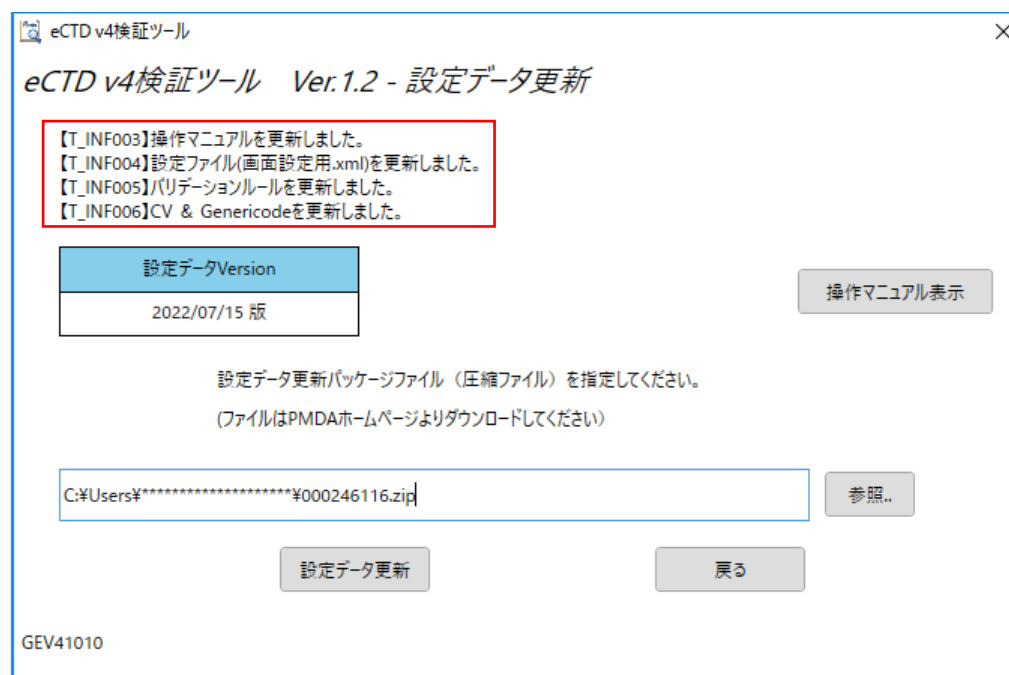 eCTD v4検証ツール
eCTD v4検証ツール　Ver.1.2 - 設定データ更新
【T_INF003】操作マニュアルを更新しました。
【T_INF004】設定ファイル(画面設定用.xml)を更新しました。
【T_INF005】バリデーションルールを更新しました。
【T_INF006】CV & Genericodeを更新しました。
設定データVersion
2022/07/15 版
操作マニュアル表示
設定データ更新パッケージファイル（圧縮ファイル）を指定してください。
(ファイルはPMDAホームページよりダウンロードしてください)
C:¥Users¥********************¥000246116.zip
参照..
設定データ更新
戻る
GEV41010